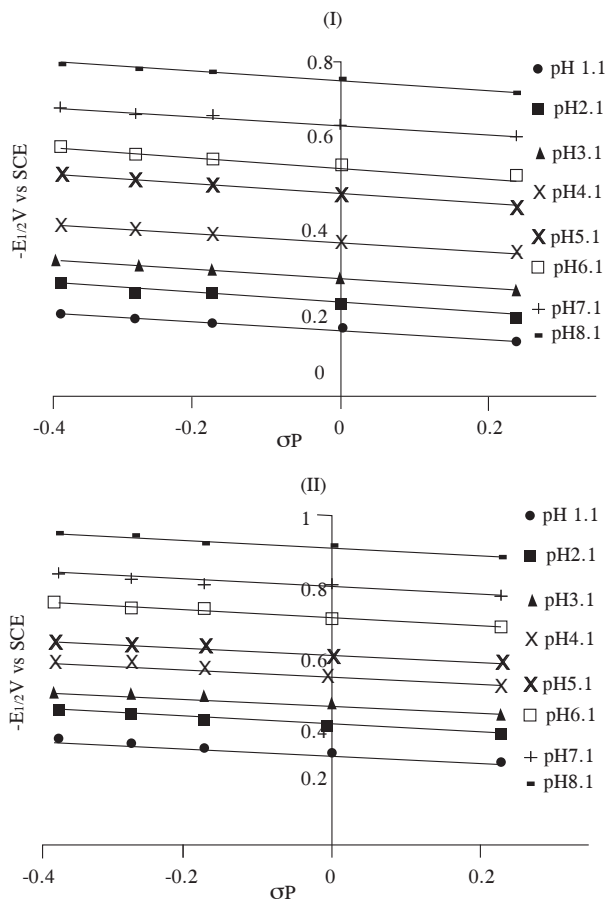 (I)
0.8
0.6
0.4
0.2
0
-E1/2V vs SCE
-0.4
-0.2
0
0.2
σP
pH 1.1
pH2.1
pH3.1
pH4.1
pH5.1
pH6.1
pH7.1
pH8.1
(II)
1
0.8
0.6
0.4
0.2
-E1/2V vs SCE
-0.4
-0.2
0
0.2
σP
pH 1.1
pH2.1
pH3.1
pH4.1
pH5.1
pH6.1
pH7.1
pH8.1